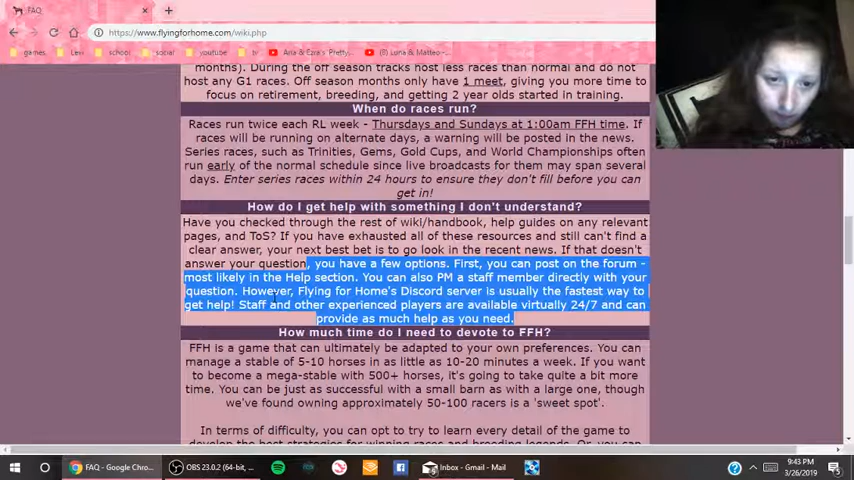 FAQ
https://www.flyingforhome.com/wiki.php
games Levi school social youtube tv Aria & Ezra's 'Pretty... (Luna & Matteo -...
months). During the off season tracks host less races than normal and do not
host any G1 races. Off season months only have 1 meet, giving you more time to
focus on retirement, breeding, and getting 2 year olds started in training.
When do races run?
Races run twice each RL week - Thursdays and Sundays at 1:00am FFH time. If
races will be running on alternate days, a warning will be posted in the news.
Series races, such as Trinities, Gems, Gold Cups, and World Championships often
run early of the normal schedule since live broadcasts for them may span several
days. Enter series races within 24 hours to ensure they don't fill before you can
get in!
How do I get help with something I don't understand?
Have you checked through the rest of wiki/handbook, help guides on any relevant
pages, and ToS? If you have exhausted all of these resources and still can't find a
clear answer, your next best bet is to go look in the recent news. If that doesn't
answer your question, you have a few options. First, you can post on the forum -
most likely in the Help section. You can also PM a staff member directly with your
question. However, Flying for Home's Discord server is usually the fastest way to
get help! Staff and other experienced players are available virtually 24/7 and can
provide as much help as you need.
How much time do I need to devote to FFH?
FFH is a game that can ultimately be adapted to your own preferences. You can
manage a stable of 5-10 horses in as little as 10-20 minutes a week. If you want
to become a mega-stable with 500+ horses, it's going to take quite a bit more
time. You can be just as successful with a small barn as with a large one, though
we've found owning approximately 50-100 racers is a 'sweet spot'.
In terms of difficulty, you can opt to try to learn every detail of the game to
develop the best strategies for winning races and breeding legends. Or, you can
FAQ - Google Chro... OBS 23.0.2 (64-bit, ... Inbox - Gmail - Mail
9:43 PM
3/26/2019